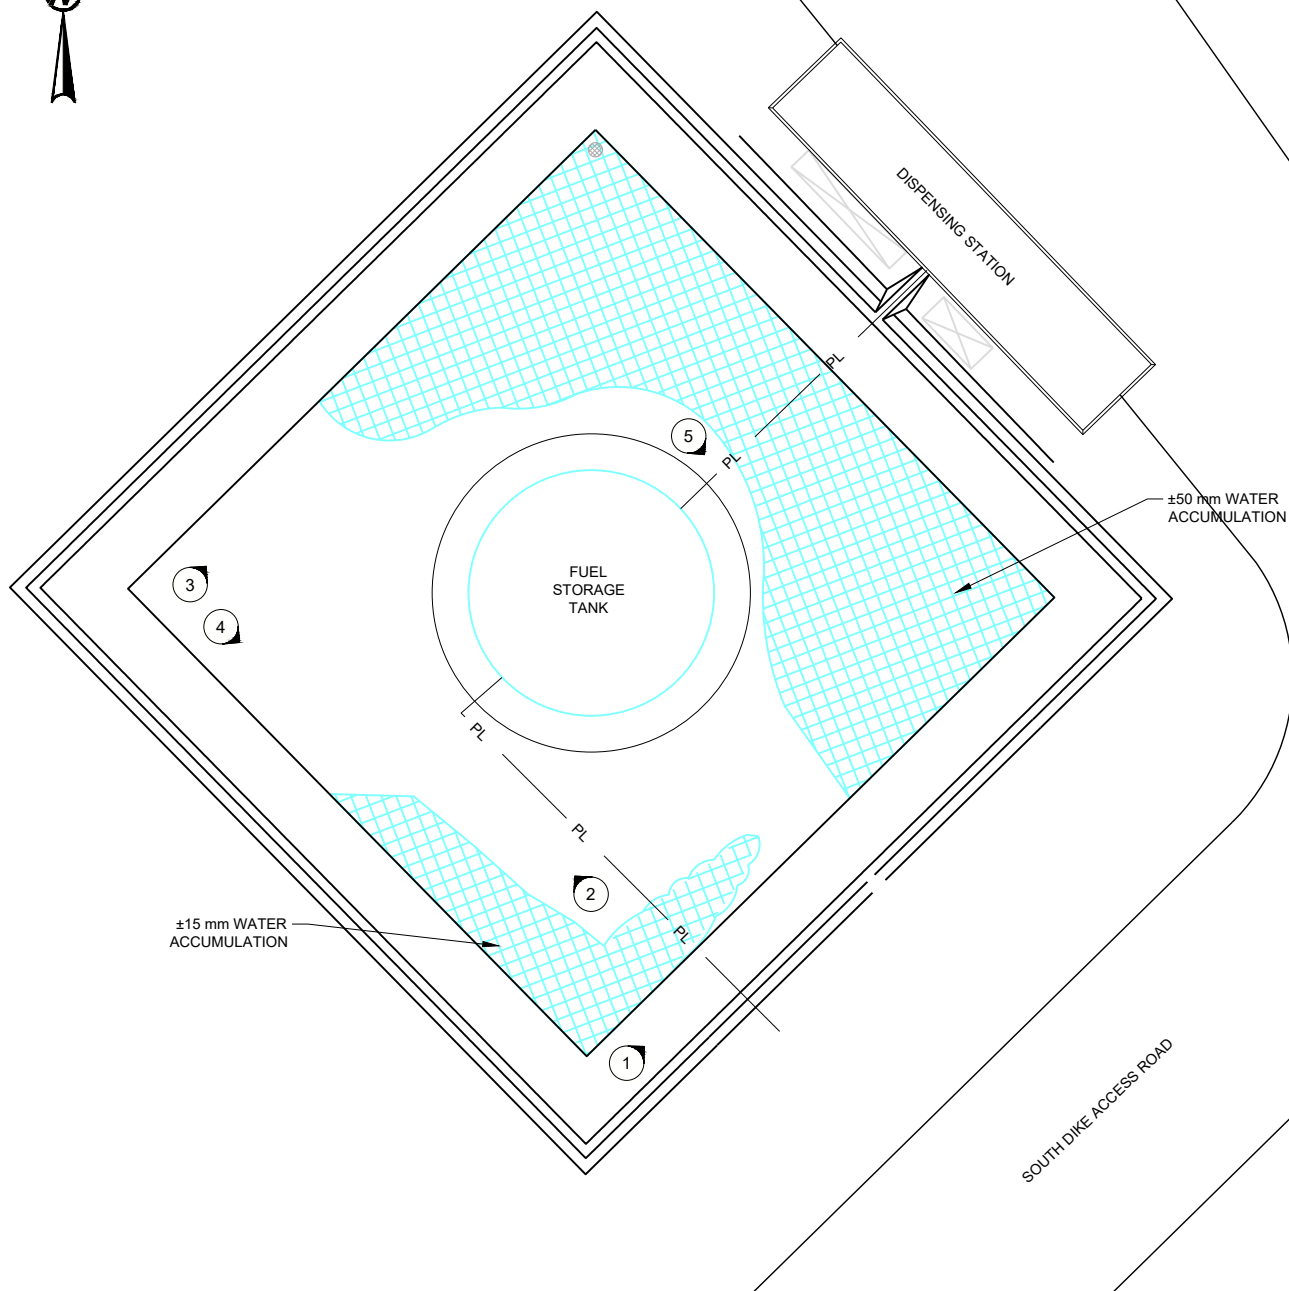 N
DISPENSING STATION
PL
5
PL
±50 mm WATER
ACCUMULATION
3
FUEL
STORAGE
TANK
4
PL
PL
2
±15 mm WATER
ACCUMULATION
PL
1
SOUTH DIKE ACCESS ROAD